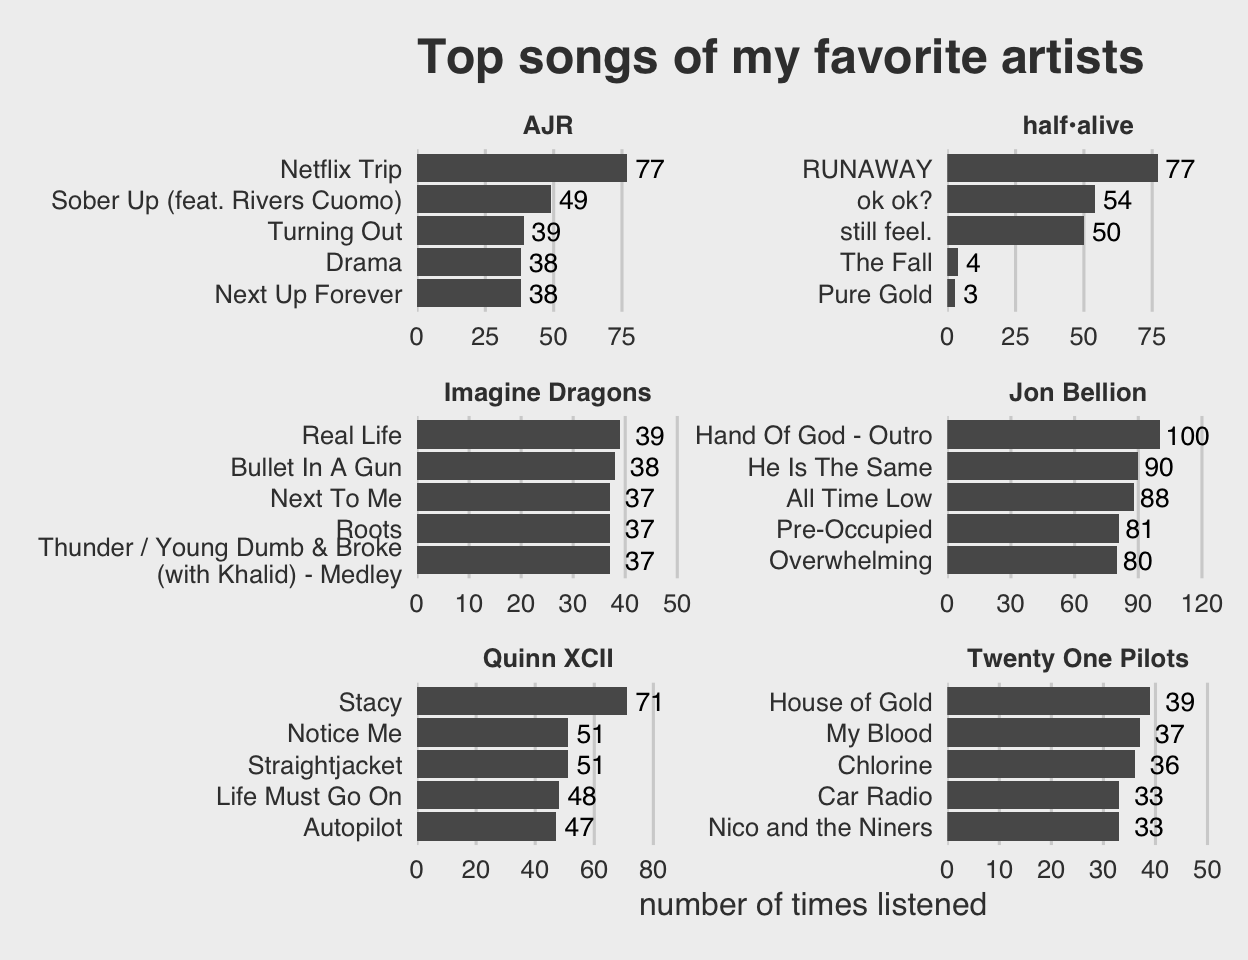 Top songs of my favorite artists
AJR
Netflix Trip 77
Sober Up (feat. Rivers Cuomo) 49
Turning Out 39
Drama 38
Next Up Forever 38
0 25 50 75
half•alive
RUNAWAY 77
ok ok? 54
still feel. 50
The Fall 4
Pure Gold 3
0 25 50 75
Imagine Dragons
Real Life 39
Bullet In A Gun 38
Next To Me 37
Roots 37
Thunder / Young Dumb & Broke
(with Khalid) - Medley 37
0 10 20 30 40 50
Jon Bellion
Hand Of God - Outro 100
He Is The Same 90
All Time Low 88
Pre-Occupied 81
Overwhelming 80
0 30 60 90 120
Quinn XCII
Stacy 71
Notice Me 51
Straightjacket 51
Life Must Go On 48
Autopilot 47
0 20 40 60 80
Twenty One Pilots
House of Gold 39
My Blood 37
Chlorine 36
Car Radio 33
Nico and the Niners 33
0 10 20 30 40 50
number of times listened